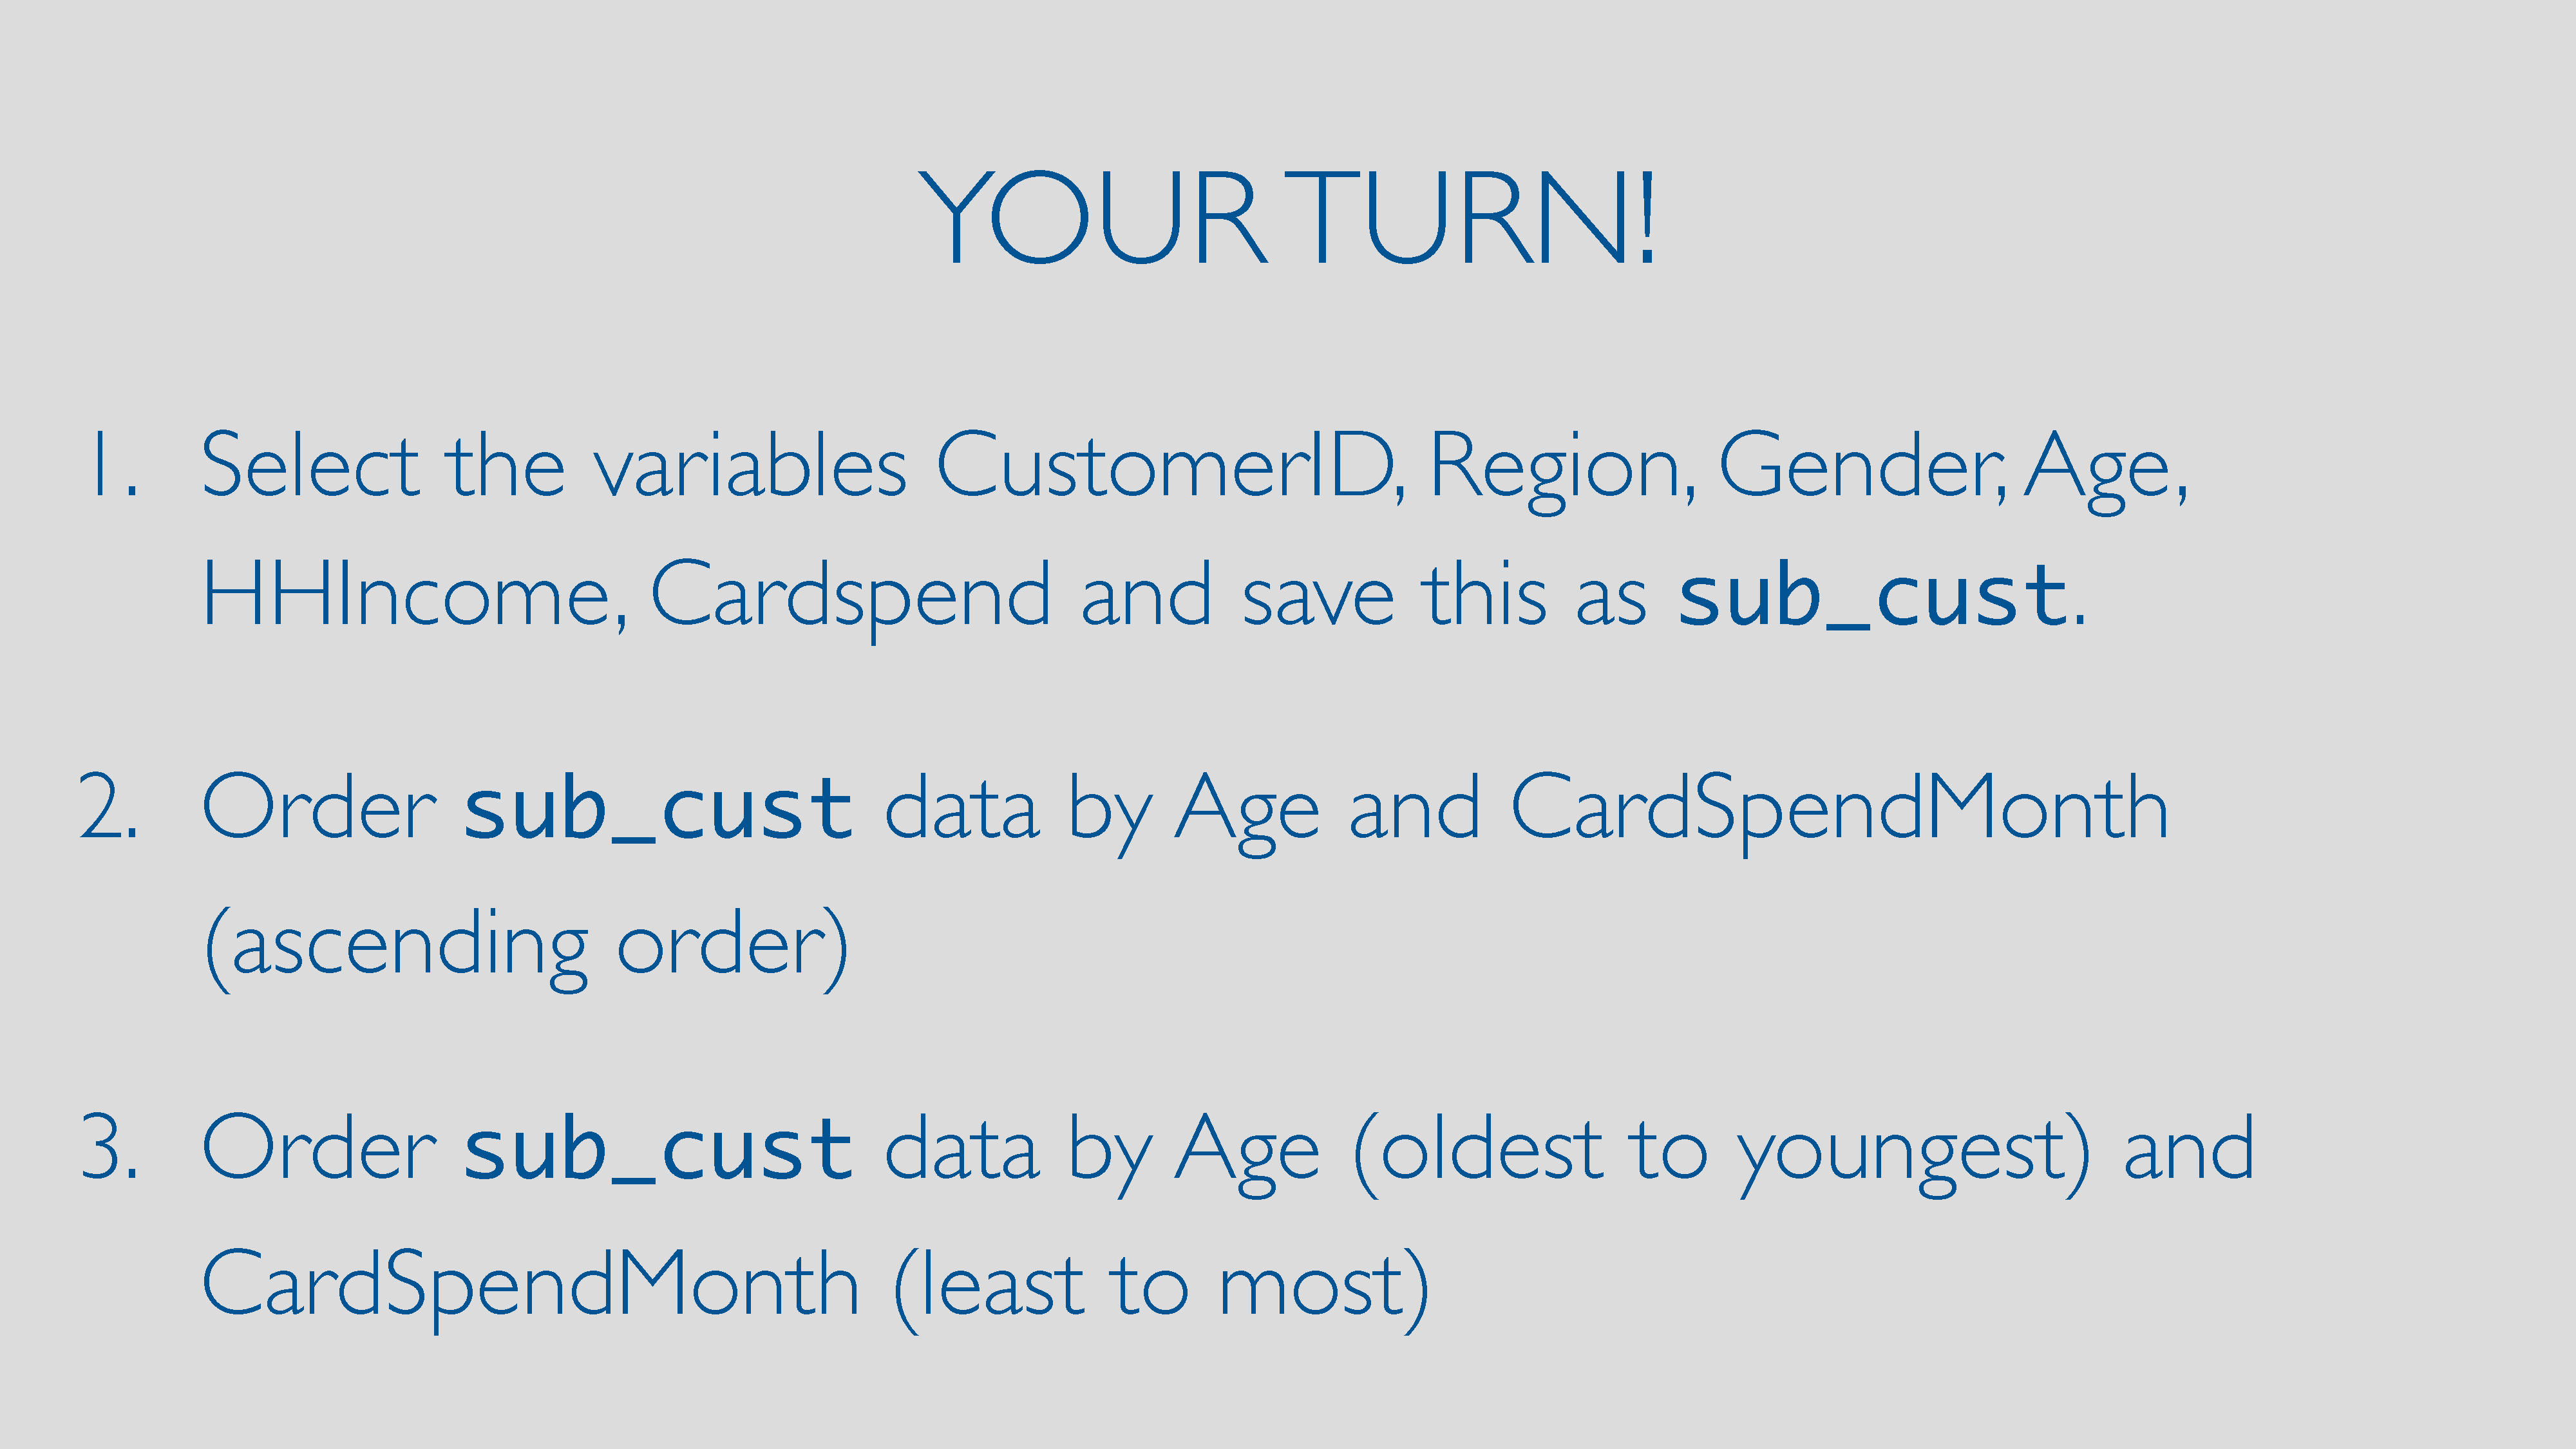 YOUR TURN!
1. Select the variables CustomerID, Region, Gender, Age,
HHIncome, Cardspend and save this as sub_cust.
2. Order sub_cust data by Age and CardSpendMonth
(ascending order)
3. Order sub_cust data by Age (oldest to youngest) and
CardSpendMonth (least to most)